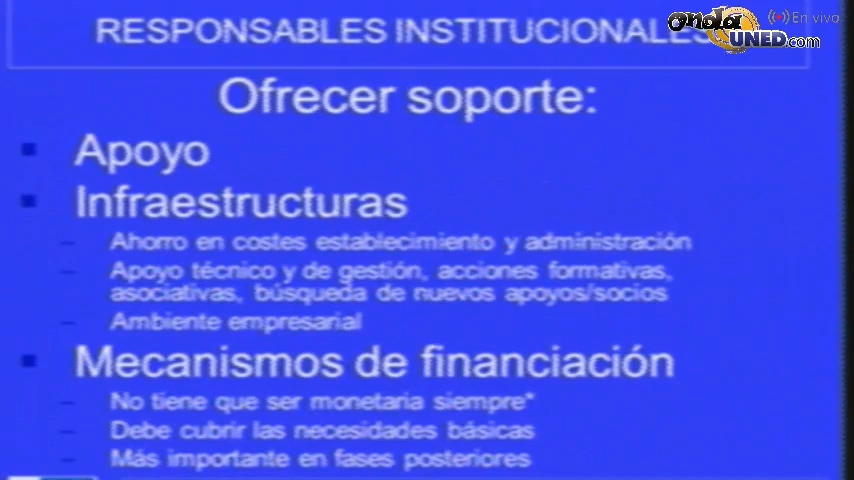 RESPONSABLES INSTITUCIONALES
onda
UNED.com
En vivo
Ofrecer soporte:
Apoyo
Infraestructuras
– Ahorro en costes establecimiento y administración
– Apoyo técnico y de gestión, acciones formativas,
asociativas, búsqueda de nuevos apoyos/socios
– Ambiente empresarial
Mecanismos de financiación
– No tiene que ser monetaria siempre*
– Debe cubrir las necesidades básicas
– Más importante en fases posteriores